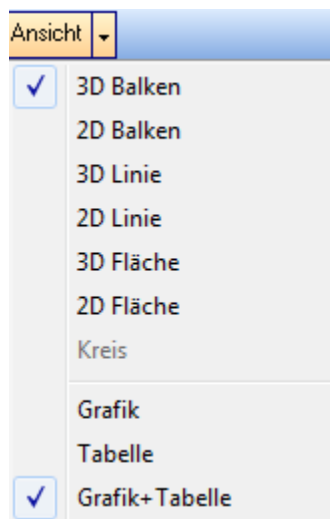 Ansicht
3D Balken
2D Balken
3D Linie
2D Linie
3D Fläche
2D Fläche
Kreis
Grafik
Tabelle
Grafik+Tabelle